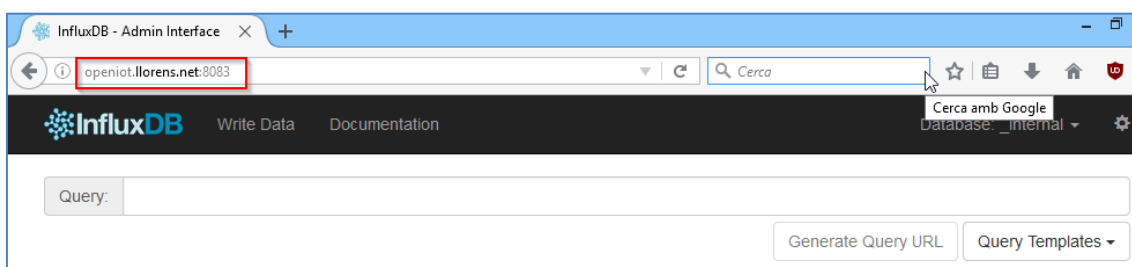 InfluxDB - Admin Interface
openiot.llorens.net:8083
Cerca
Cerca amb Google
InfluxDB Write Data Documentation Database: _internal
Query:
Generate Query URL Query Templates